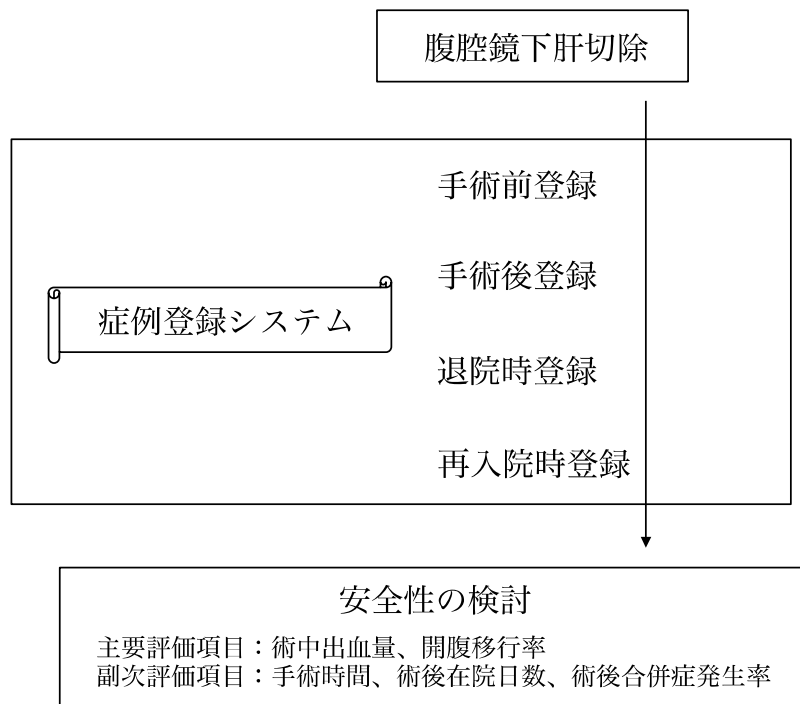 腹腔鏡下肝切除
手術前登録
手術後登録
症例登録システム
退院時登録
再入院時登録
安全性の検討
主要評価項目：術中出血量、開腹移行率
副次評価項目：手術時間、術後在院日数、術後合併症発生率